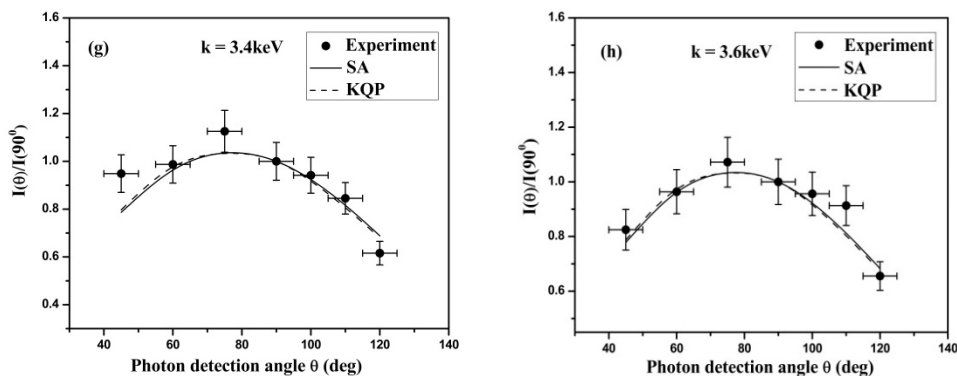 (g)
k = 3.4keV
Experiment
SA
KQP
I(θ)/I(90⁰)
1.6
1.4
1.2
1.0
0.8
0.6
0.4
40 60 80 100 120 140
Photon detection angle θ (deg)
(h)
k = 3.6keV
Experiment
SA
KQP
I(θ)/I(90⁰)
1.6
1.4
1.2
1.0
0.8
0.6
40 60 80 100 120 140
Photon detection angle θ (deg)